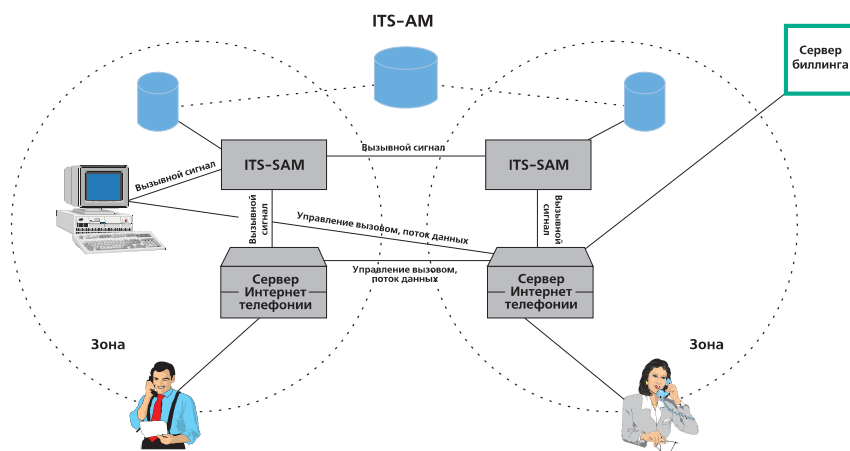 ITS-AM
Сервер
биллинга
Вызывной сигнал
ITS-SAM
ITS-SAM
Вызывной сигнал
Вызывной
сигнал
Вызывной
сигнал
Управление вызовом, поток данных
Управление вызовом,
поток данных
Сервер
Интернет
телефонии
Сервер
Интернет
телефонии
Зона
Зона